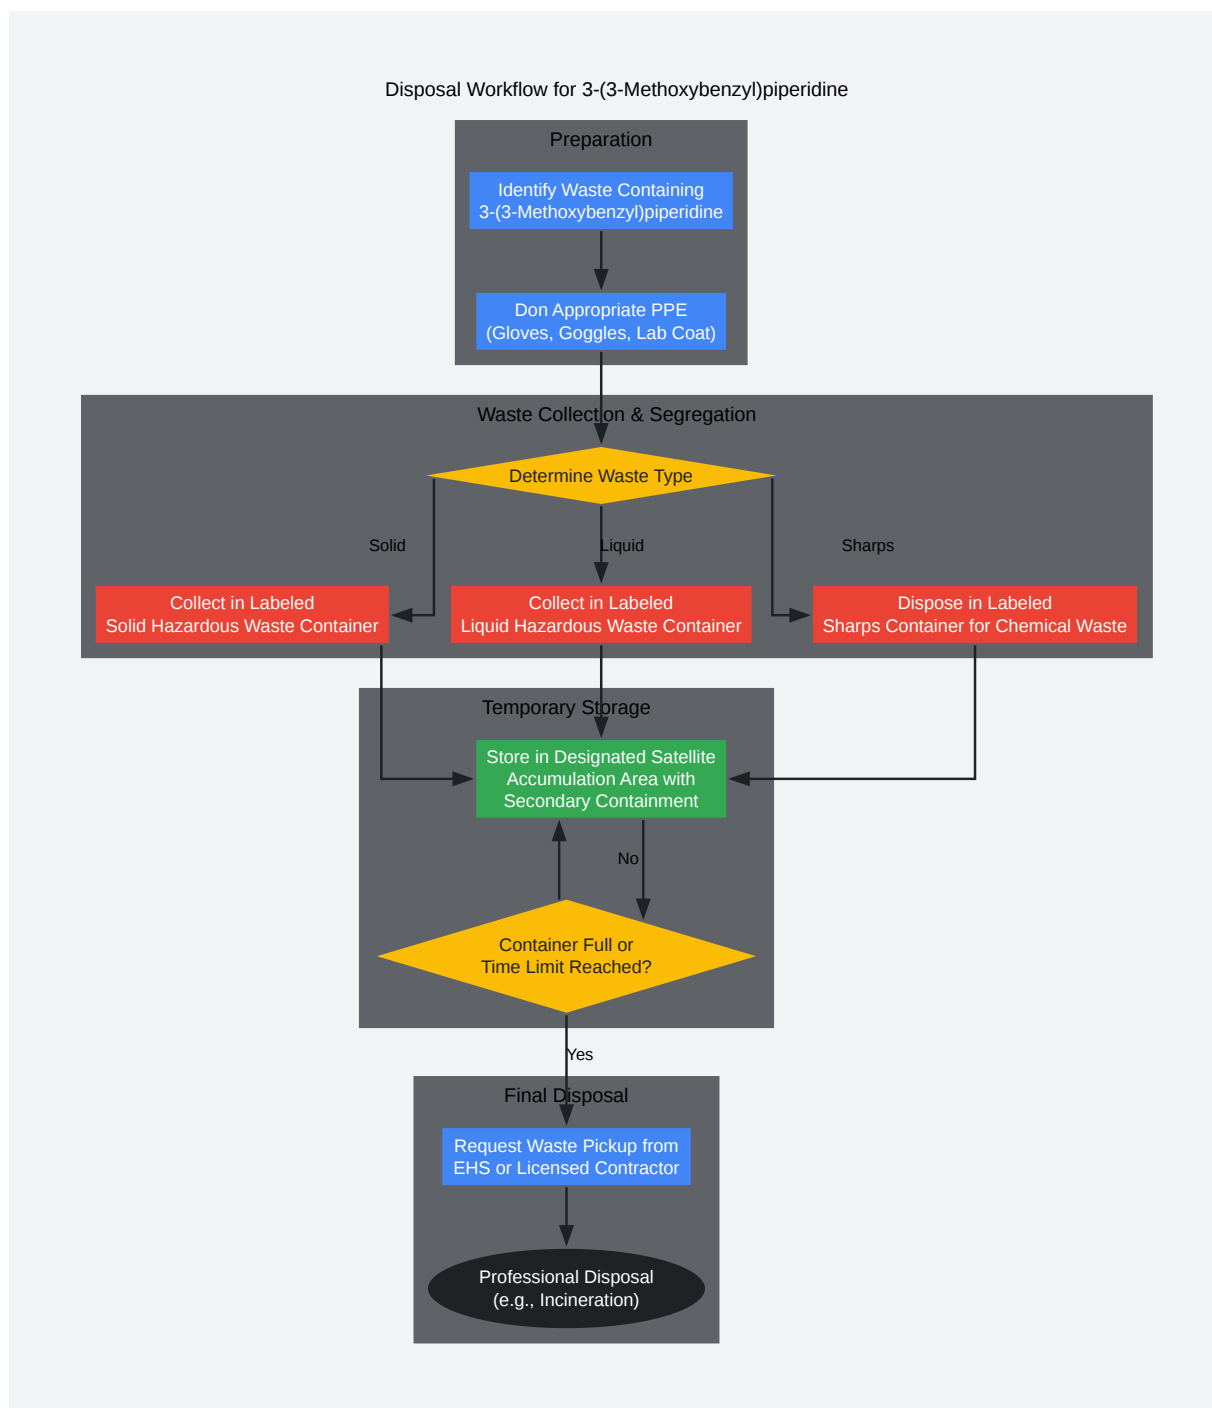 Disposal Workflow for 3-(3-Methoxybenzyl)piperidine
Preparation
Identify Waste Containing
3-(3-Methoxybenzyl)piperidine
Don Appropriate PPE
(Gloves, Goggles, Lab Coat)
Waste Collection & Segregation
Determine Waste Type
Solid
Liquid
Sharps
Collect in Labeled
Solid Hazardous Waste Container
Collect in Labeled
Liquid Hazardous Waste Container
Dispose in Labeled
Sharps Container for Chemical Waste
Temporary Storage
Store in Designated Satellite
Accumulation Area with
Secondary Containment
No
Container Full or
Time Limit Reached?
Yes
Final Disposal
Request Waste Pickup from
EHS or Licensed Contractor
Professional Disposal
(e.g., Incineration)